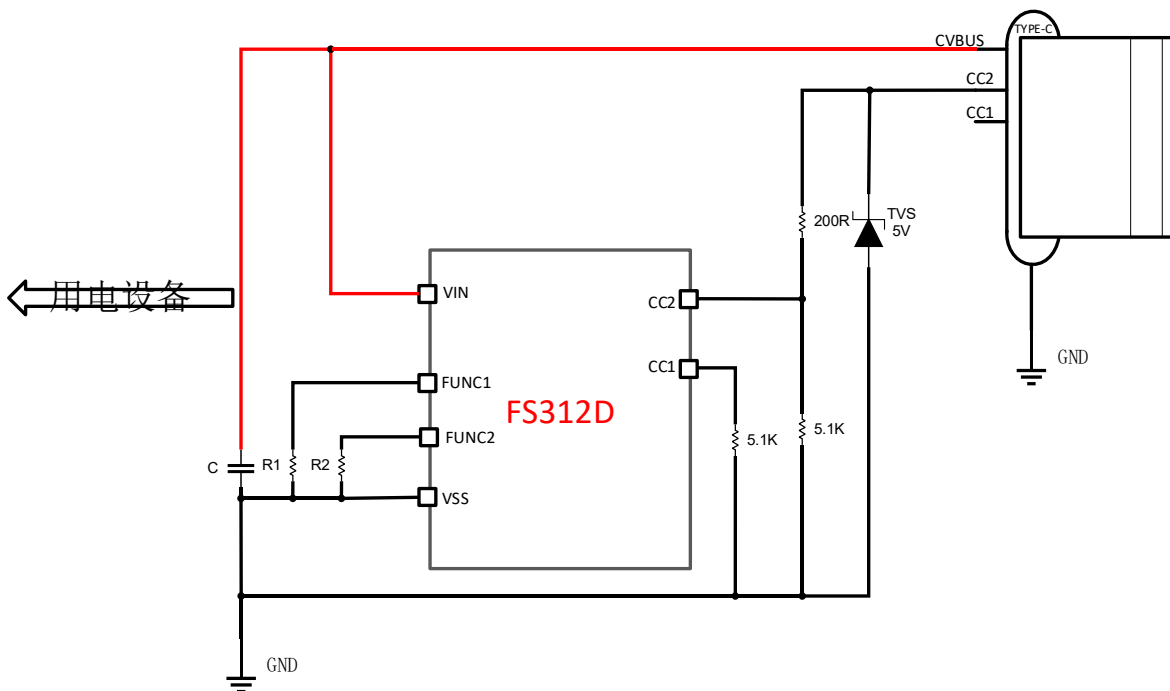 TYPE-C
CVBUS
CC2
CC1
200R
TVS
5V
用电设备
VIN
CC2
GND
FUNC1
CC1
FS312D
FUNC2
5.1K
5.1K
C
R1
R2
VSS
GND